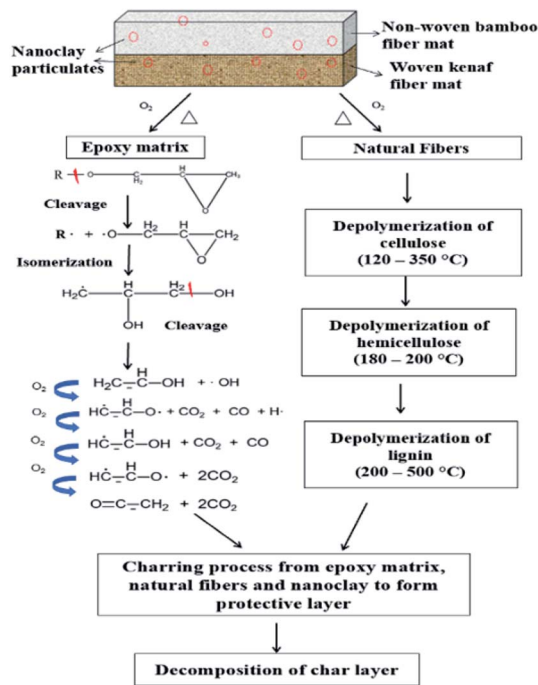 Nanoclay
particulates
Non-woven bamboo
fiber mat
Woven kenaf
fiber mat
O₂
△
△
O₂
Epoxy matrix
R—O—C—C—CH₃
H₂
H
O
Cleavage
R· + ·O—C—C—CH₂
H₂
H
O
Isomerization
H₂Ċ—C—C—OH
H
H₂
OH
Cleavage
O₂
H₂C—C—OH + ·OH
H
O₂
HĊ—C—O· + CO₂ + CO + H·
H
O₂
HĊ—C—OH + CO₂ + CO
H
O₂
HĊ—C—O· + 2CO₂
H
O=C—CH₂ + 2CO₂
Natural Fibers
Depolymerization of
cellulose
(120 – 350 °C)
Depolymerization of
hemicellulose
(180 – 200 °C)
Depolymerization of
lignin
(200 – 500 °C)
Charring process from epoxy matrix,
natural fibers and nanoclay to form
protective layer
Decomposition of char layer